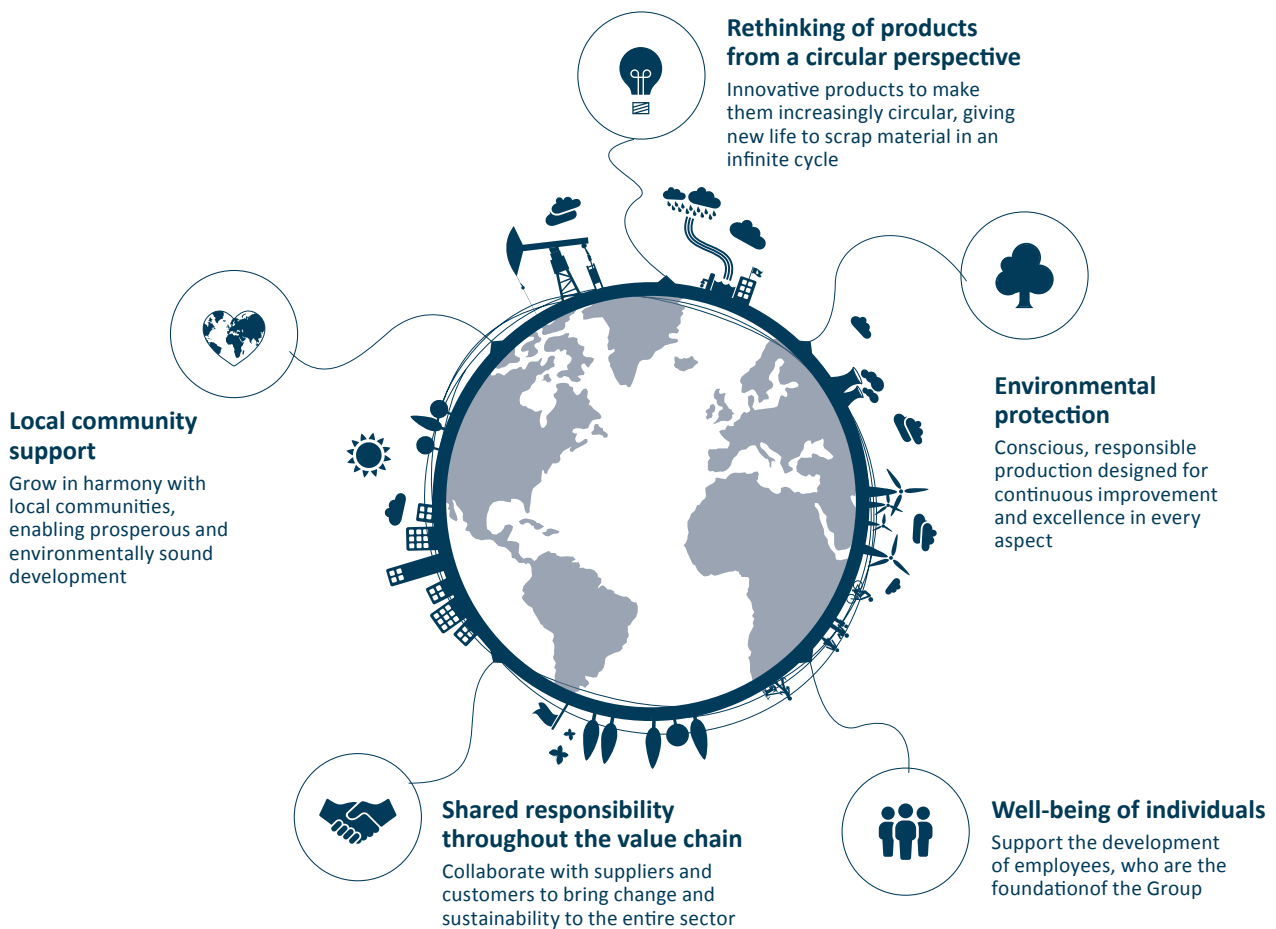 Rethinking of products
from a circular perspective
Innovative products to make
them increasingly circular, giving
new life to scrap material in an
infinite cycle
Environmental
protection
Conscious, responsible
production designed for
continuous improvement
and excellence in every
aspect
Local community
support
Grow in harmony with
local communities,
enabling prosperous and
environmentally sound
development
Shared responsibility
throughout the value chain
Collaborate with suppliers and
customers to bring change and
sustainability to the entire sector
Well-being of individuals
Support the development
of employees, who are the
foundationof the Group